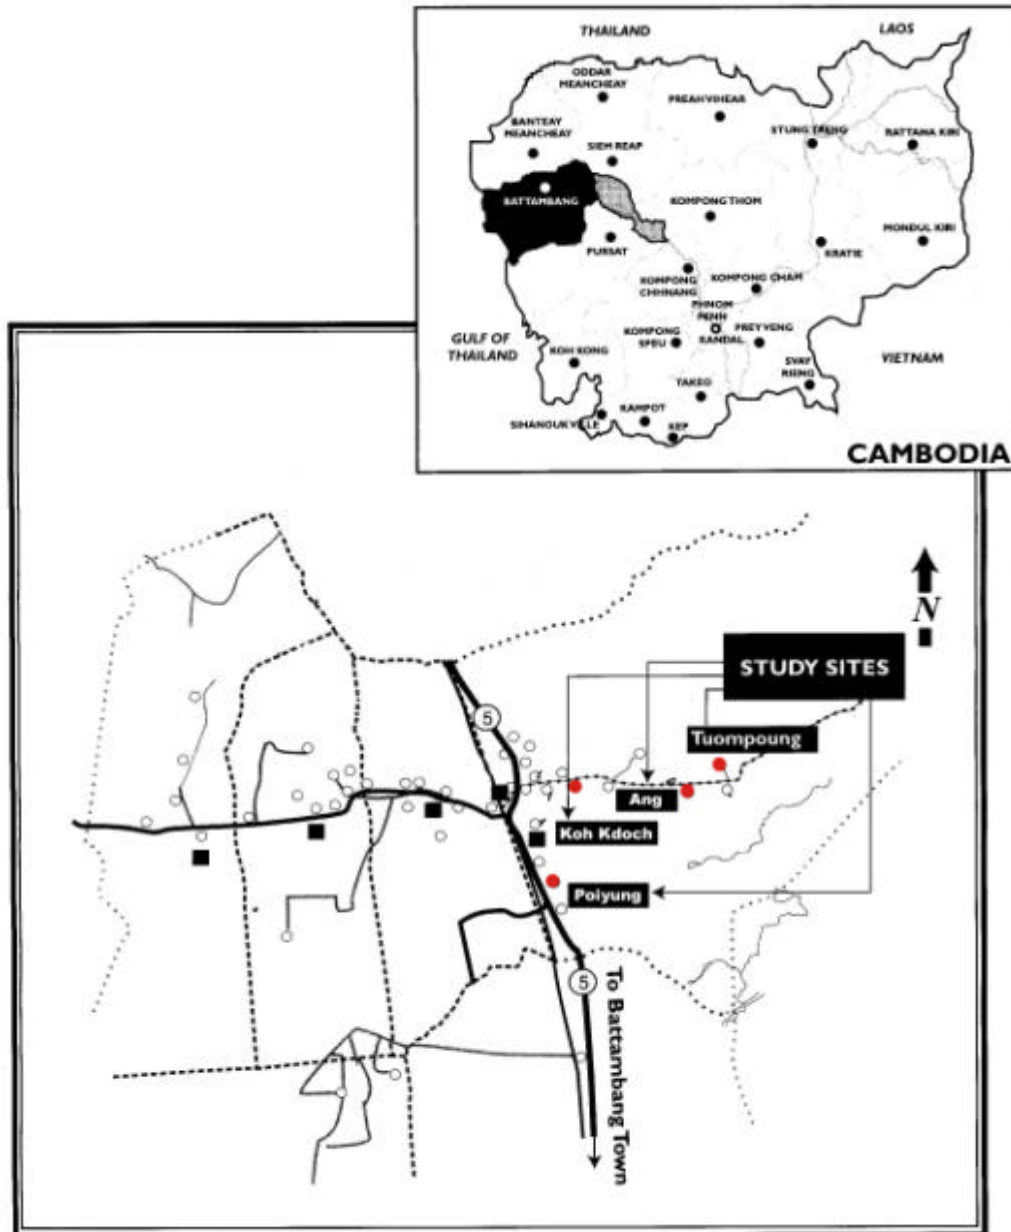 THAILAND
LAOS
ODDAR
MEANCHEAY
PREAH VIHEAR
BANTEAY
MEANCHEAY
STUNG TRENG
RATTANA KIRI
SIEM REAP
BATTAMBANG
KOMPONG THOM
PURSAT
MONDUL KIRI
KRATIE
KOMPONG
CHHNANG
KOMPONG CHAM
PHNOM
PENH
GULF OF
THAILAND
KOMPONG
SPEU
KANDAL
PREY VENG
KOH KONG
SVAY
RIENG
VIETNAM
TAKEO
SIHANOUKVILLE
KAMPOT
KEP
CAMBODIA
N
STUDY SITES
5
Tuompoung
Ang
Koh Kdoch
Poiyung
5
To Battambang Town